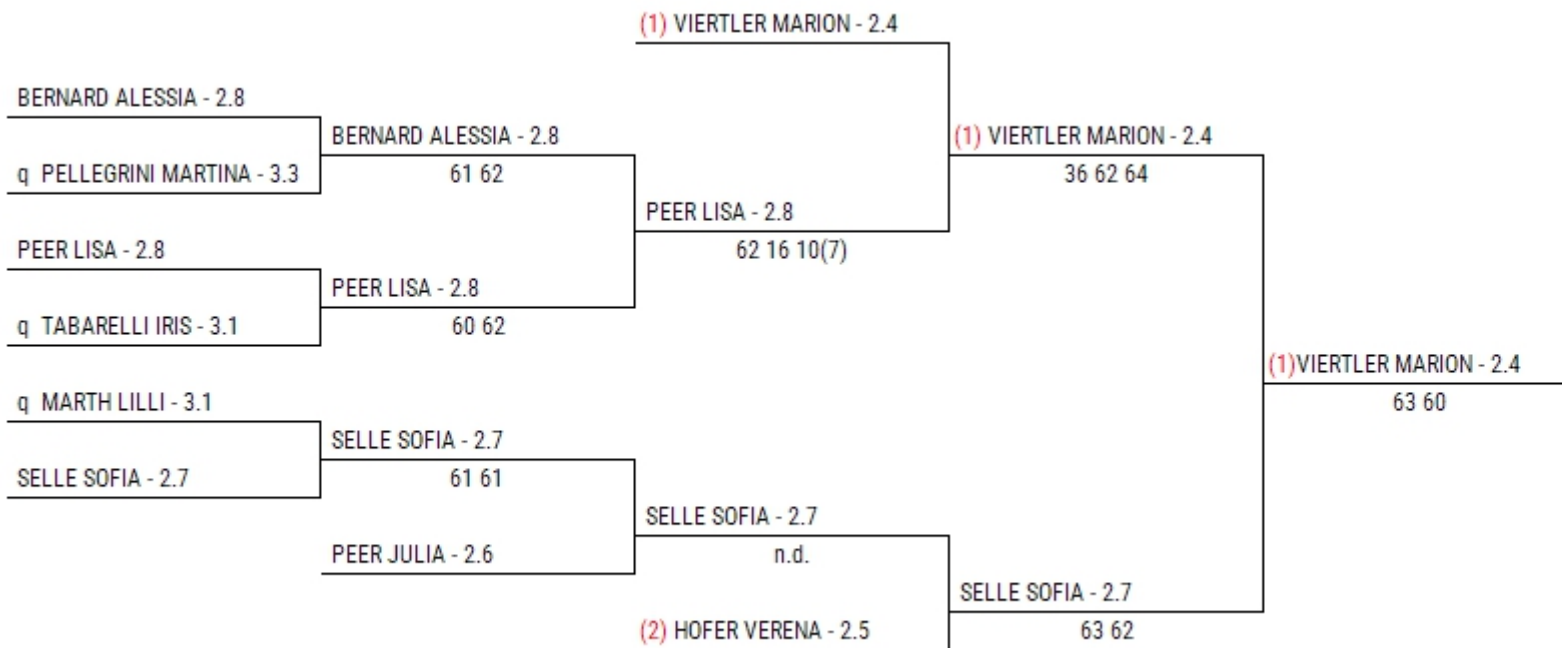 (1) VIERTLER MARION - 2.4
BERNARD ALESSIA - 2.8
BERNARD ALESSIA - 2.8
(1) VIERTLER MARION - 2.4
q PELLEGRINI MARTINA - 3.3
61 62
36 62 64
PEER LISA - 2.8
PEER LISA - 2.8
62 16 10(7)
PEER LISA - 2.8
q TABARELLI IRIS - 3.1
60 62
(1)VIERTLER MARION - 2.4
q MARTH LILLI - 3.1
63 60
SELLE SOFIA - 2.7
SELLE SOFIA - 2.7
61 61
SELLE SOFIA - 2.7
PEER JULIA - 2.6
n.d.
SELLE SOFIA - 2.7
(2) HOFER VERENA - 2.5
63 62